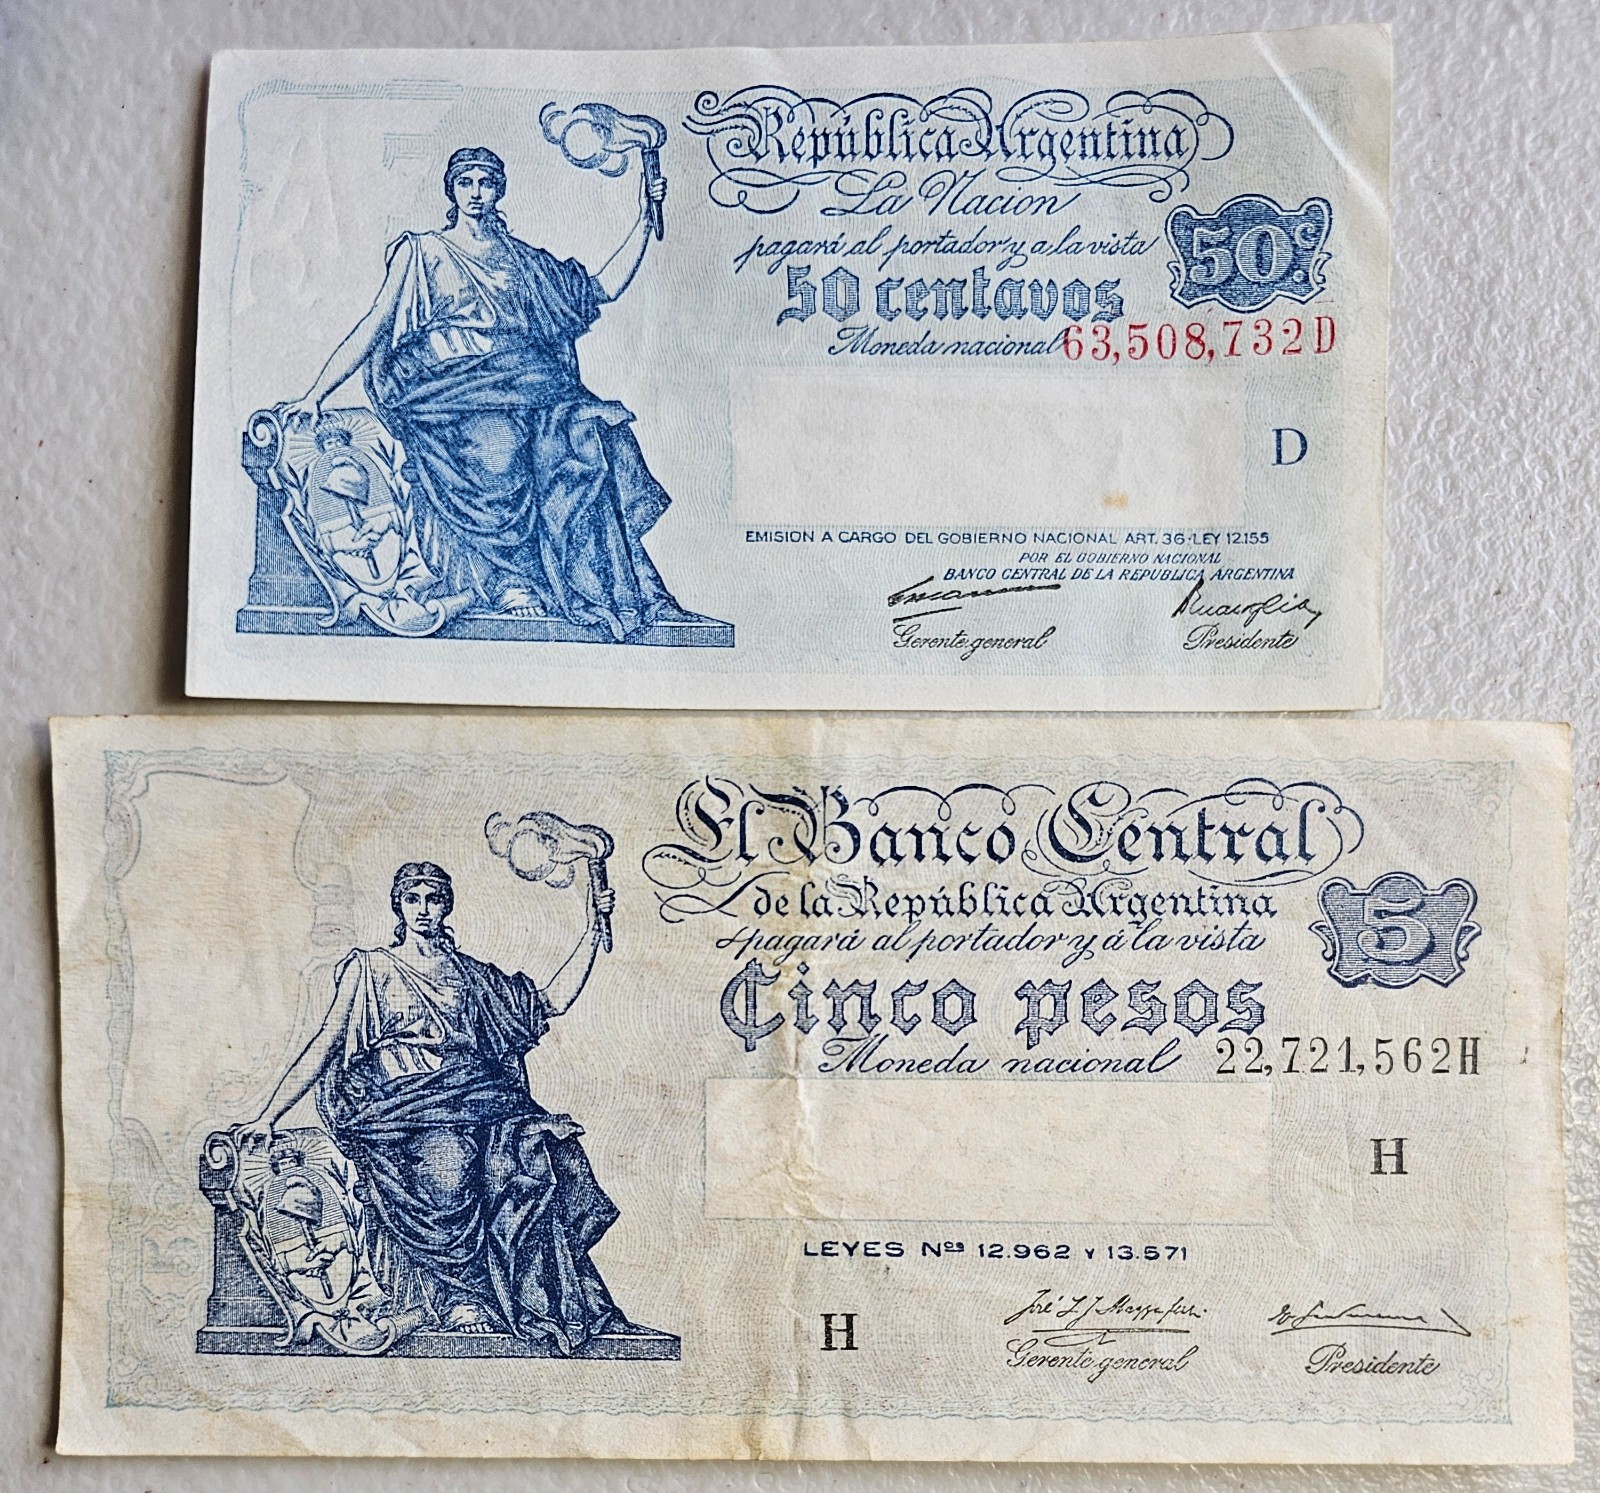 República Argentina
La Nacion
pagará al portador y a la vista
50 c.
50 centavos
Moneda nacional 63,508,732D
D
EMISION A CARGO DEL GOBIERNO NACIONAL ART. 36-LEY 12.155
POR EL GOBIERNO NACIONAL
BANCO CENTRAL DE LA REPUBLICA ARGENTINA
Gerente general Presidente
El Banco Central
de la República Argentina
5
pagará al portador y á la vista
Cinco pesos
Moneda nacional 22,721,562H
H
LEYES Nos 12.962 Y 13.571
H
Gerente general Presidente